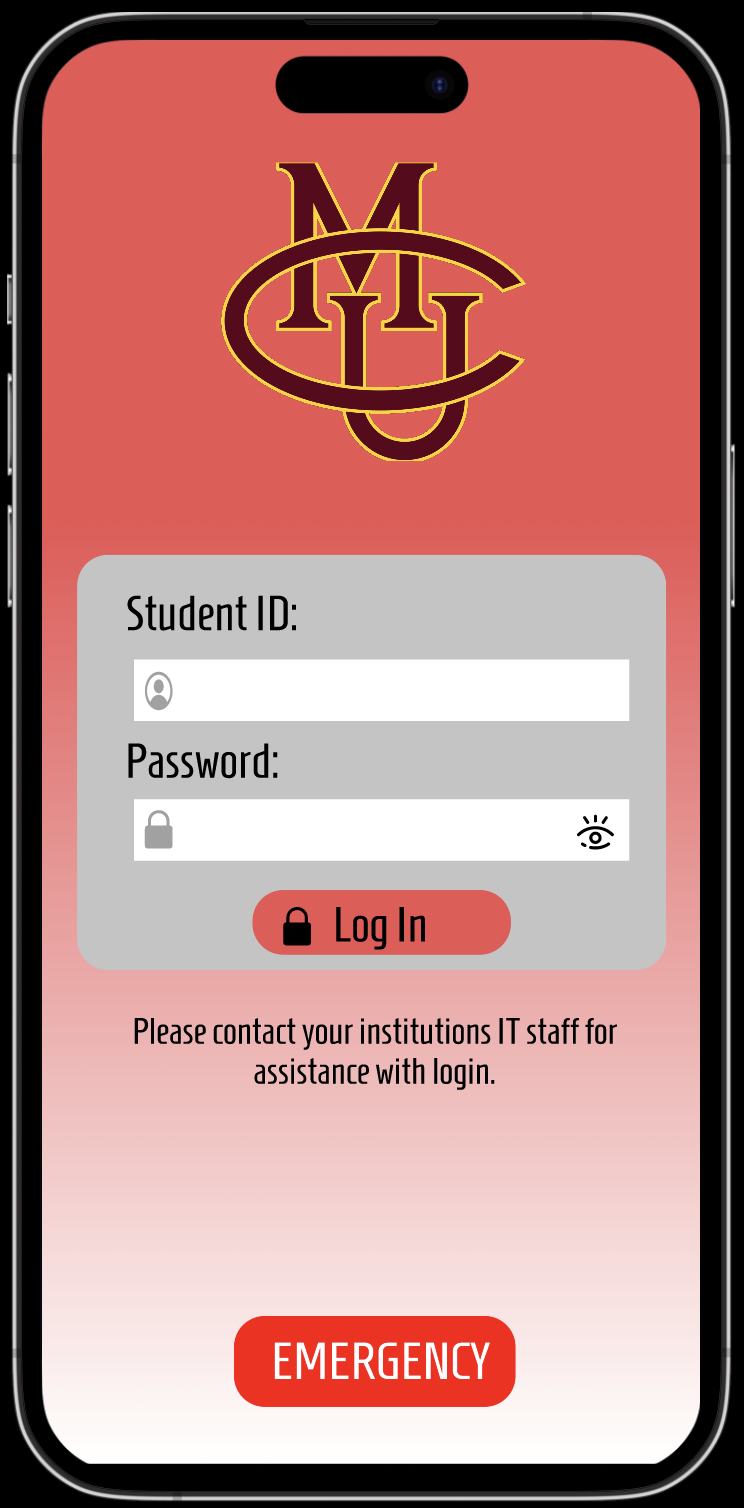 MCU
Student ID:
Password:
Log In
Please contact your institutions IT staff for
assistance with login.
EMERGENCY